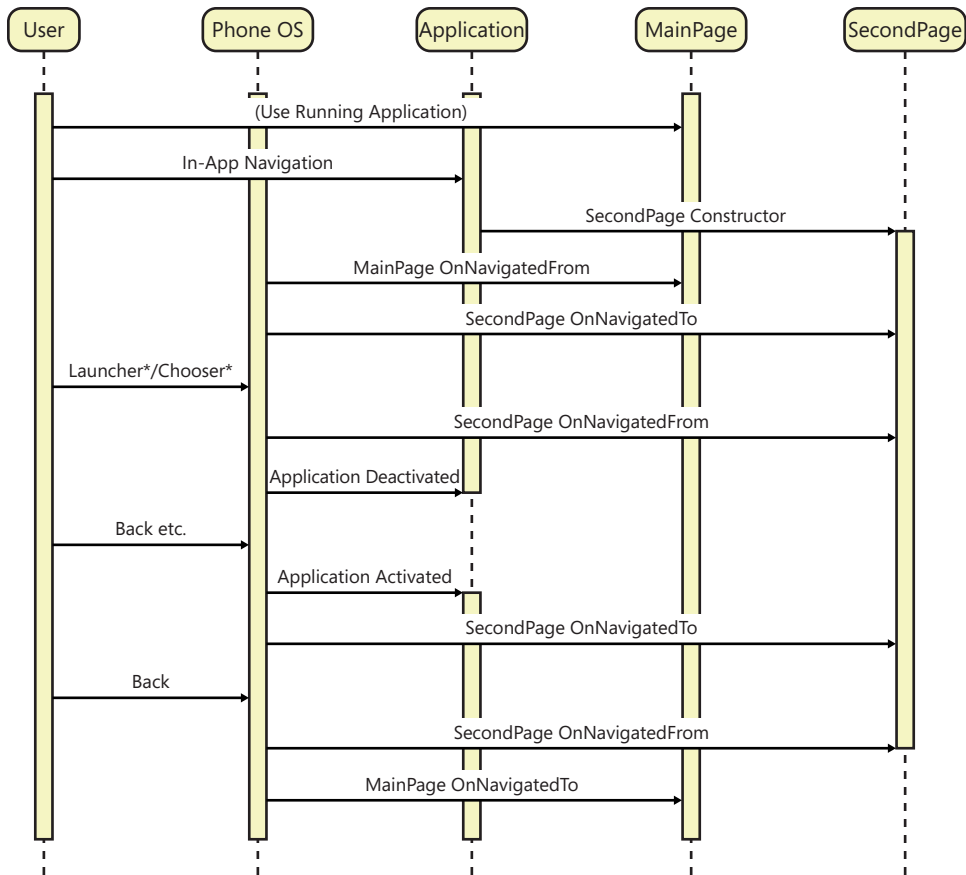 User
Phone OS
Application
MainPage
SecondPage
(Use Running Application)
In-App Navigation
SecondPage Constructor
MainPage OnNavigatedFrom
SecondPage OnNavigatedTo
Launcher*/Chooser*
SecondPage OnNavigatedFrom
Application Deactivated
Back etc.
Application Activated
SecondPage OnNavigatedTo
Back
SecondPage OnNavigatedFrom
MainPage OnNavigatedTo